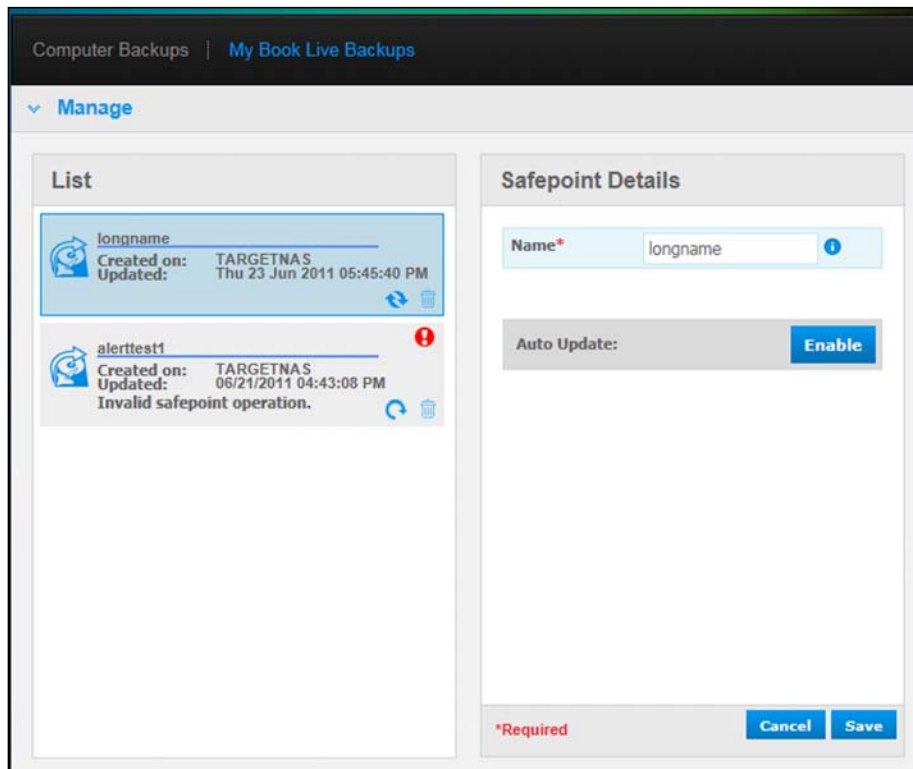 Computer Backups | My Book Live Backups
Manage
List
longname
Created on: TARGETNAS
Updated: Thu 23 Jun 2011 05:45:40 PM
alerttest1
Created on: TARGETNAS
Updated: 06/21/2011 04:43:08 PM
Invalid safepoint operation.
Safepoint Details
Name* longname
Auto Update: Enable
*Required Cancel Save